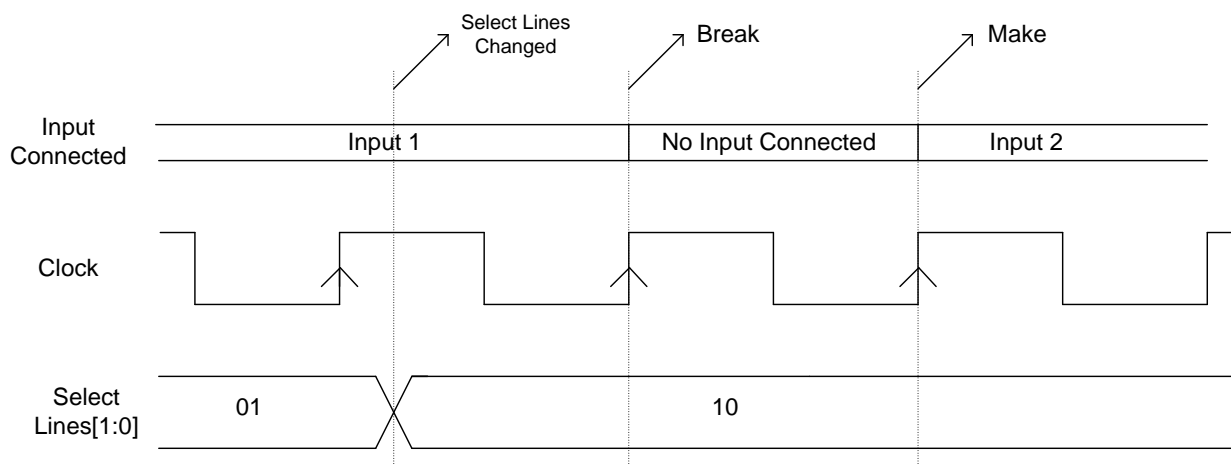 Select Lines
Changed
Break
Make
Input
Connected
Input 1
No Input Connected
Input 2
Clock
Select
Lines[1:0]
01
10